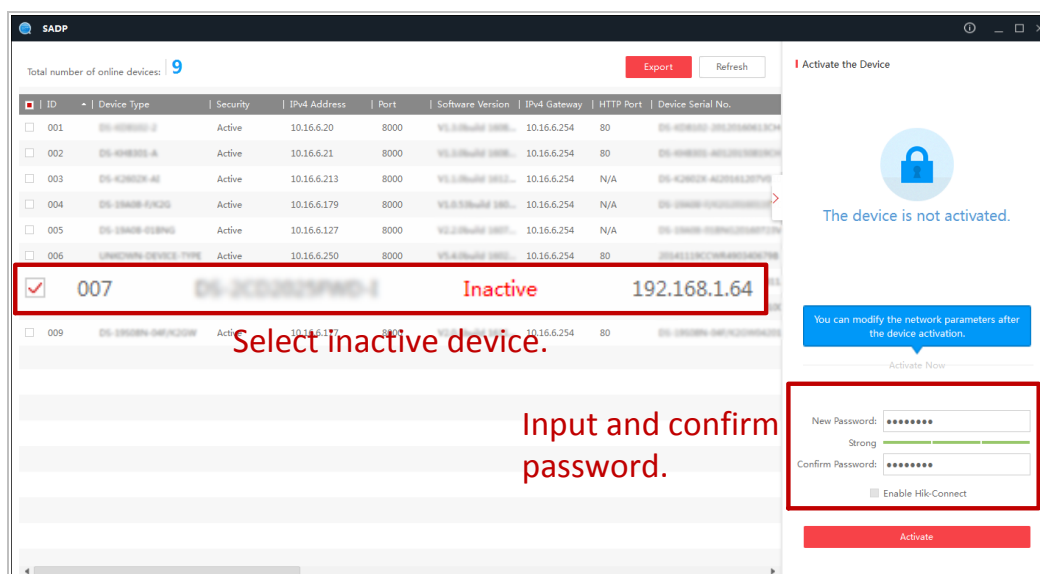 SADP
Total number of online devices: 9
Export
Refresh
Activate the Device
ID | Device Type | Security | IPv4 Address | Port | Software Version | IPv4 Gateway | HTTP Port | Device Serial No.
001 Active 10.16.6.20 8000 10.16.6.254 80
002 Active 10.16.6.21 8000 10.16.6.254 80
003 Active 10.16.6.213 8000 10.16.6.254 N/A
004 Active 10.16.6.179 8000 10.16.6.254 N/A
005 Active 10.16.6.127 8000 10.16.6.254 N/A
006 Active 10.16.6.250 8000 10.16.6.254 80
007 Inactive 192.168.1.64
009 Active 10.16.6.254 80
Select inactive device.
Input and confirm
password.
The device is not activated.
You can modify the network parameters after
the device activation.
Activate Now
New Password:
Strong
Confirm Password:
Enable Hik-Connect
Activate